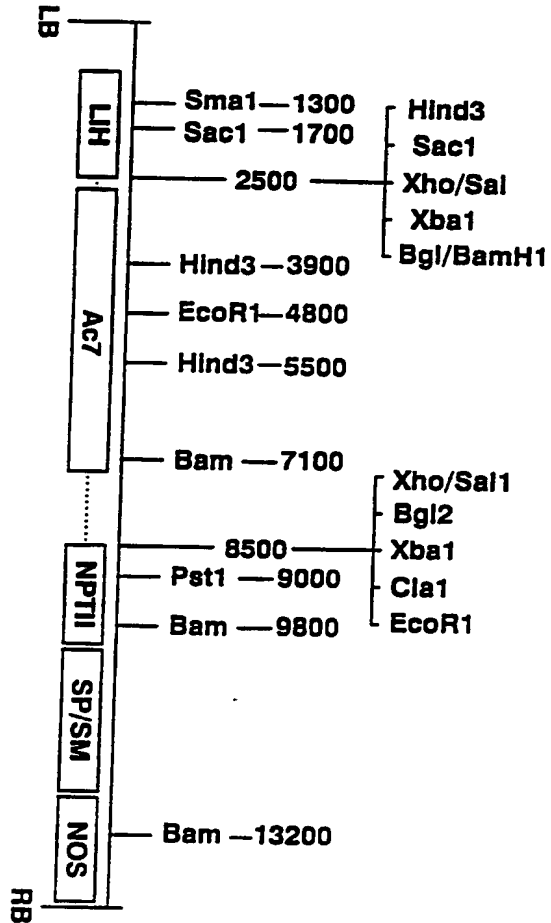 LB
LIH
Sma1—1300
Sac1—1700
2500
Hind3
Sac1
Xho/Sal
Xba1
Bgl/BamH1
Ac7
Hind3—3900
EcoR1—4800
Hind3—5500
Bam—7100
8500
Xho/Sal1
Bgl2
Xba1
Cla1
EcoR1
NPTII
Pst1—9000
Bam—9800
SP/SM
NOS
Bam—13200
RB